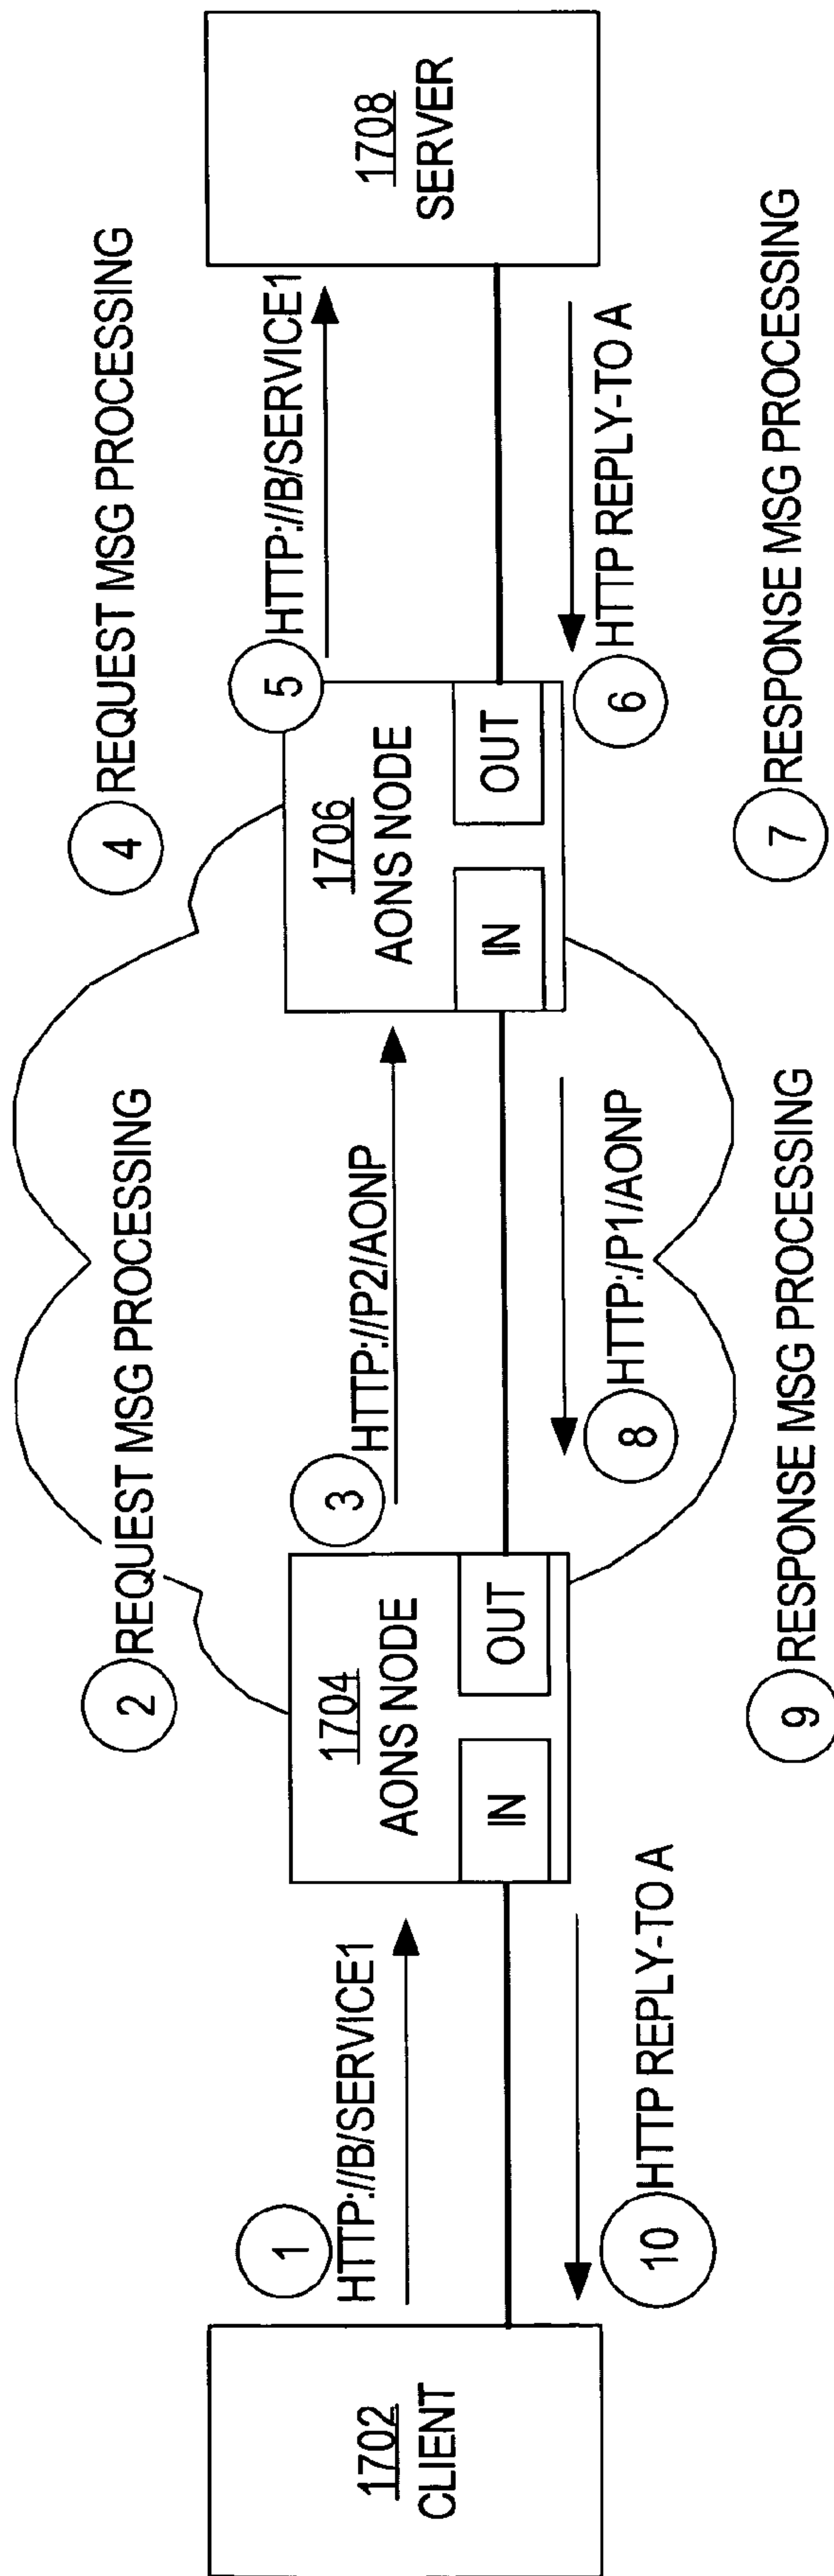 1702
CLIENT
1
HTTP://B/SERVICE1
10 HTTP REPLY-TO A
2 REQUEST MSG PROCESSING
1704
AONS NODE
IN
OUT
9 RESPONSE MSG PROCESSING
3
HTTP://P2/AONP
8 HTTP:/P1/AONP
4 REQUEST MSG PROCESSING
1706
AONS NODE
IN
OUT
7 RESPONSE MSG PROCESSING
5 HTTP://B/SERVICE1
6 HTTP REPLY-TO A
1708
SERVER